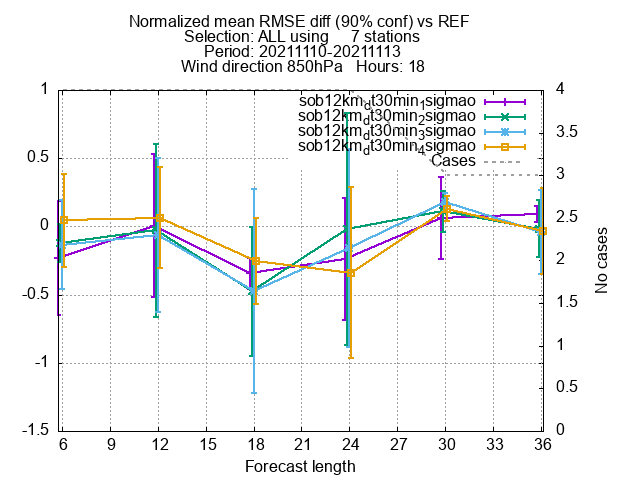 Normalized mean RMSE diff (90% conf) vs REF
Selection: ALL using 7 stations
Period: 20211110-20211113
Wind direction 850hPa Hours: 18
sob12km_dt30min_1sigmao
sob12km_dt30min_2sigmao
sob12km_dt30min_3sigmao
sob12km_dt30min_4sigmao
Cases
1
0.5
0
-0.5
-1
-1.5
4
3.5
3
2.5
2
1.5
1
0.5
0
No cases
6 9 12 15 18 21 24 27 30 33 36
Forecast length